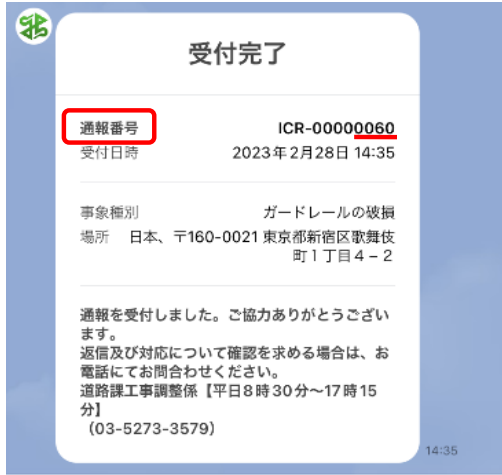 受付完了
通報番号 ICR-00000060
受付日時 2023年2月28日 14:35
事象種別 ガードレールの破損
場所 日本、〒160-0021 東京都新宿区歌舞伎
町1丁目4−2
通報を受付しました。ご協力ありがとうござい
ます。
返信及び対応について確認を求める場合は、お
電話にてお問合わせください。
道路課工事調整係【平日8時30分〜17時15
分】
（03-5273-3579）
14:35